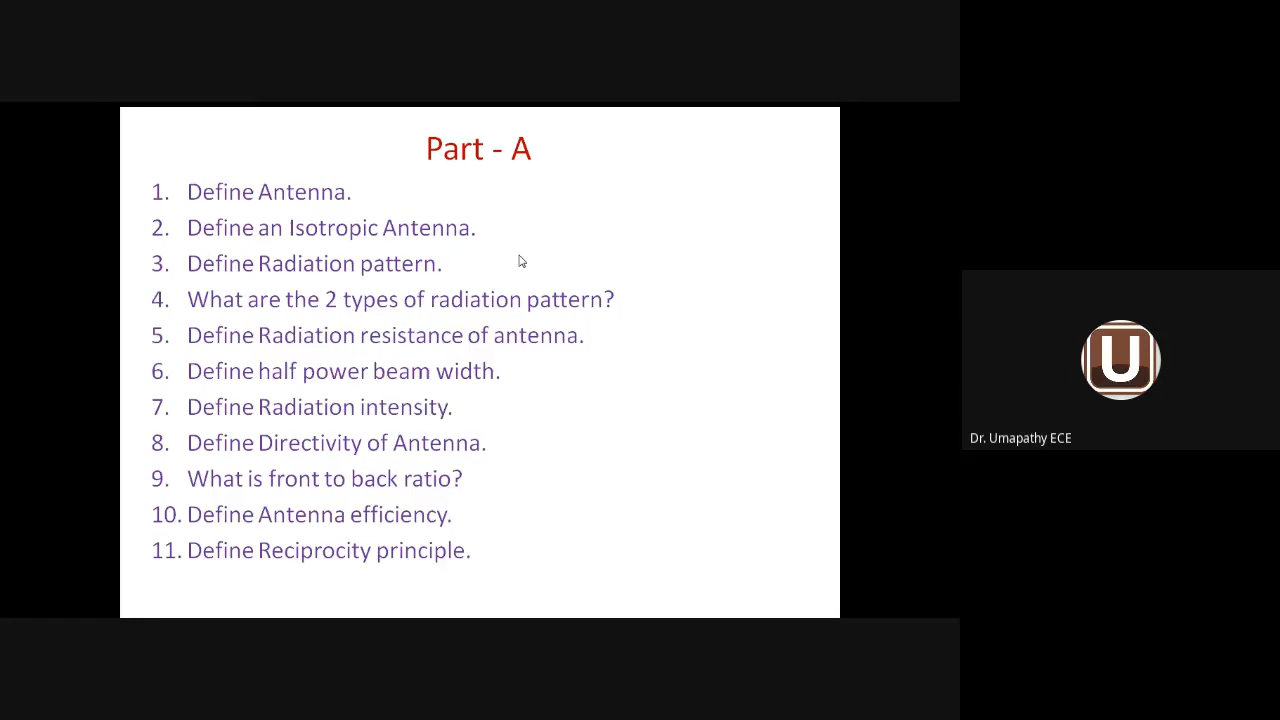 Part - A
1. Define Antenna.
2. Define an Isotropic Antenna.
3. Define Radiation pattern.
4. What are the 2 types of radiation pattern?
5. Define Radiation resistance of antenna.
6. Define half power beam width.
7. Define Radiation intensity.
8. Define Directivity of Antenna.
9. What is front to back ratio?
10. Define Antenna efficiency.
11. Define Reciprocity principle.
U
Dr. Umapathy ECE